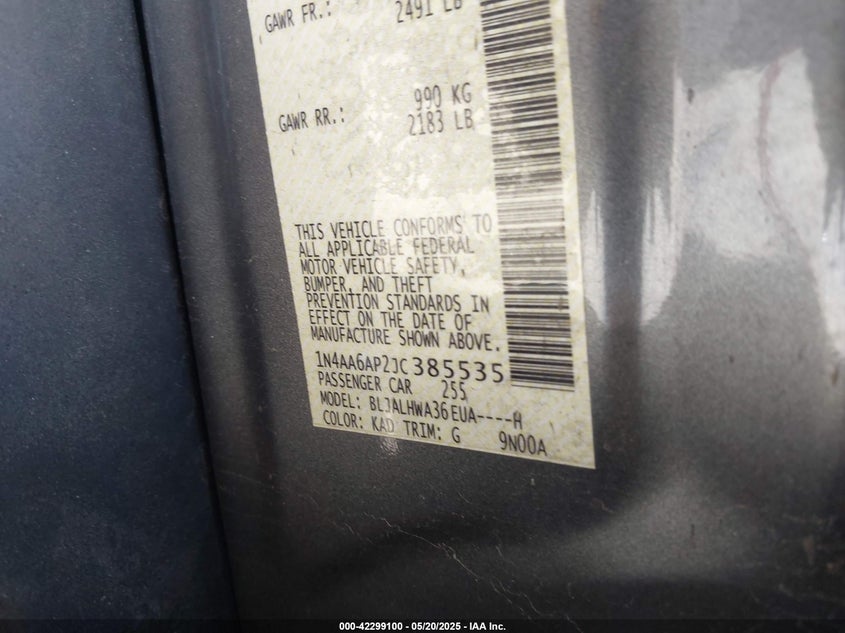 GAWR FR.: 2491 LB
990 KG
GAWR RR.: 2183 LB
THIS VEHICLE CONFORMS TO
ALL APPLICABLE FEDERAL
MOTOR VEHICLE SAFETY,
BUMPER, AND THEFT
PREVENTION STANDARDS IN
EFFECT ON THE DATE OF
MANUFACTURE SHOWN ABOVE.
1N4AA6AP2JC385535
PASSENGER CAR 255
MODEL: BLJALHWA36EUA----H
COLOR: KAD TRIM: G 9N00A
000-42299100 - 05/20/2025 - IAA Inc.